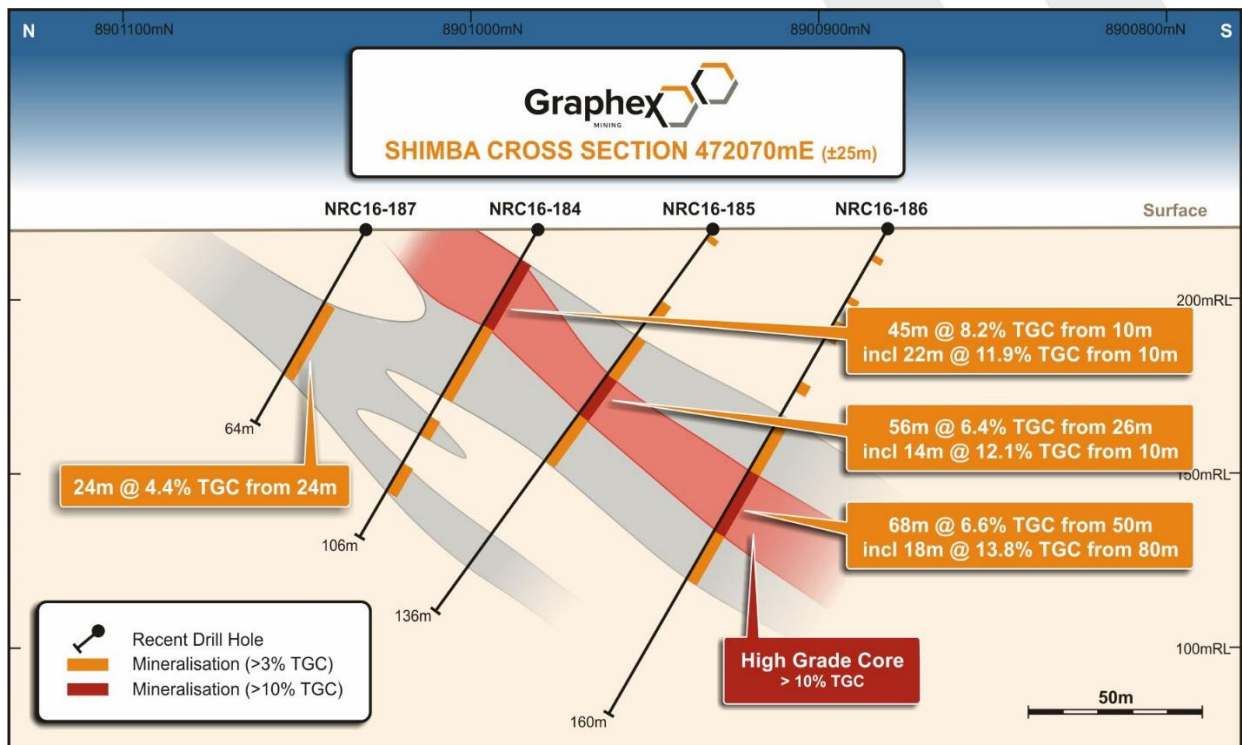 N
8901100mN
8901000mN
8900900mN
8900800mN
S
Graphex
MINING
SHIMBA CROSS SECTION 472070mE (±25m)
NRC16-187
NRC16-184
NRC16-185
NRC16-186
Surface
200mRL
45m @ 8.2% TGC from 10m
incl 22m @ 11.9% TGC from 10m
56m @ 6.4% TGC from 26m
incl 14m @ 12.1% TGC from 10m
150mRL
64m
24m @ 4.4% TGC from 24m
68m @ 6.6% TGC from 50m
incl 18m @ 13.8% TGC from 80m
106m
136m
High Grade Core
> 10% TGC
100mRL
Recent Drill Hole
Mineralisation (>3% TGC)
Mineralisation (>10% TGC)
160m
50m